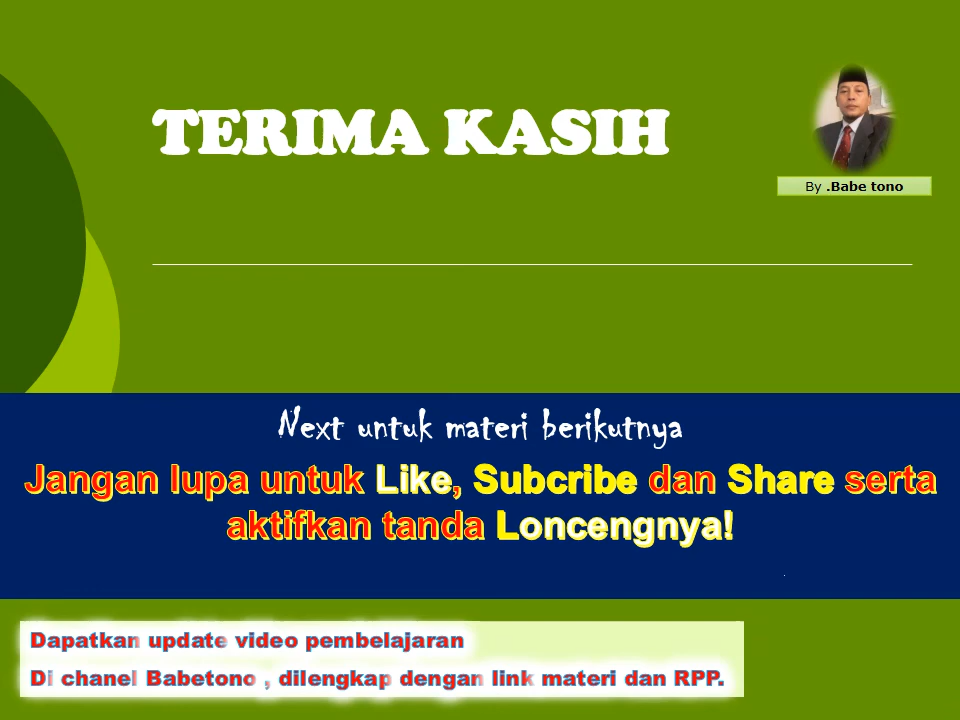 TERIMA KASIH
By .Babe tono
Next untuk materi berikutnya
Jangan lupa untuk Like, Subcribe dan Share serta
aktifkan tanda Loncengnya!
Dapatkan update video pembelajaran
Di chanel Babetono , dilengkap dengan link materi dan RPP.